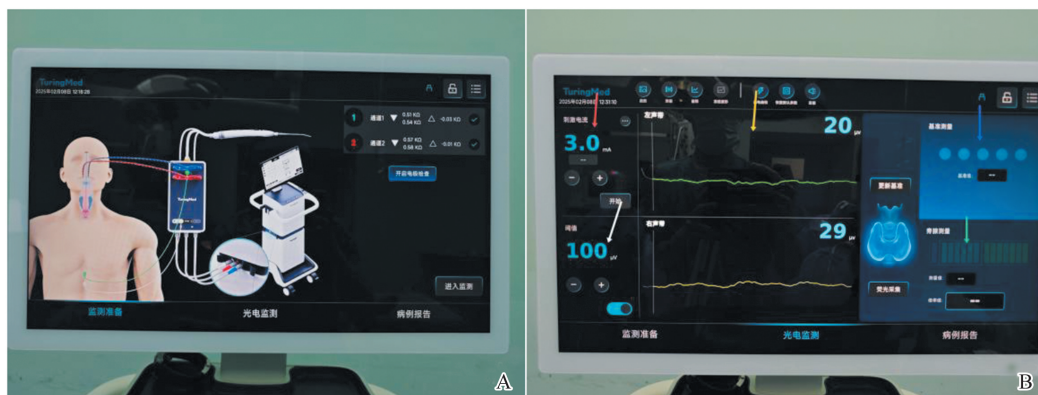 TuringMed
2025年02月08日 12:19:28
1 通道1 ▼ 0.51 KΩ 0.54 KΩ △ -0.03 KΩ
通道2 ▼ 0.57 KΩ 0.58 KΩ △ -0.01 KΩ
开启电极检查
TuringMed
进入监测
监测准备 光电监测 病例报告
A
TuringMed
2025年02月08日 12:31:10
刺激电流
3.0 mA
--
开始
阈值
100 μV
左声带
20 μV
右声带
29 μV
基准测量
基准值: --
更新基准
荧光采集
--
监测准备 光电监测 病例报告
B